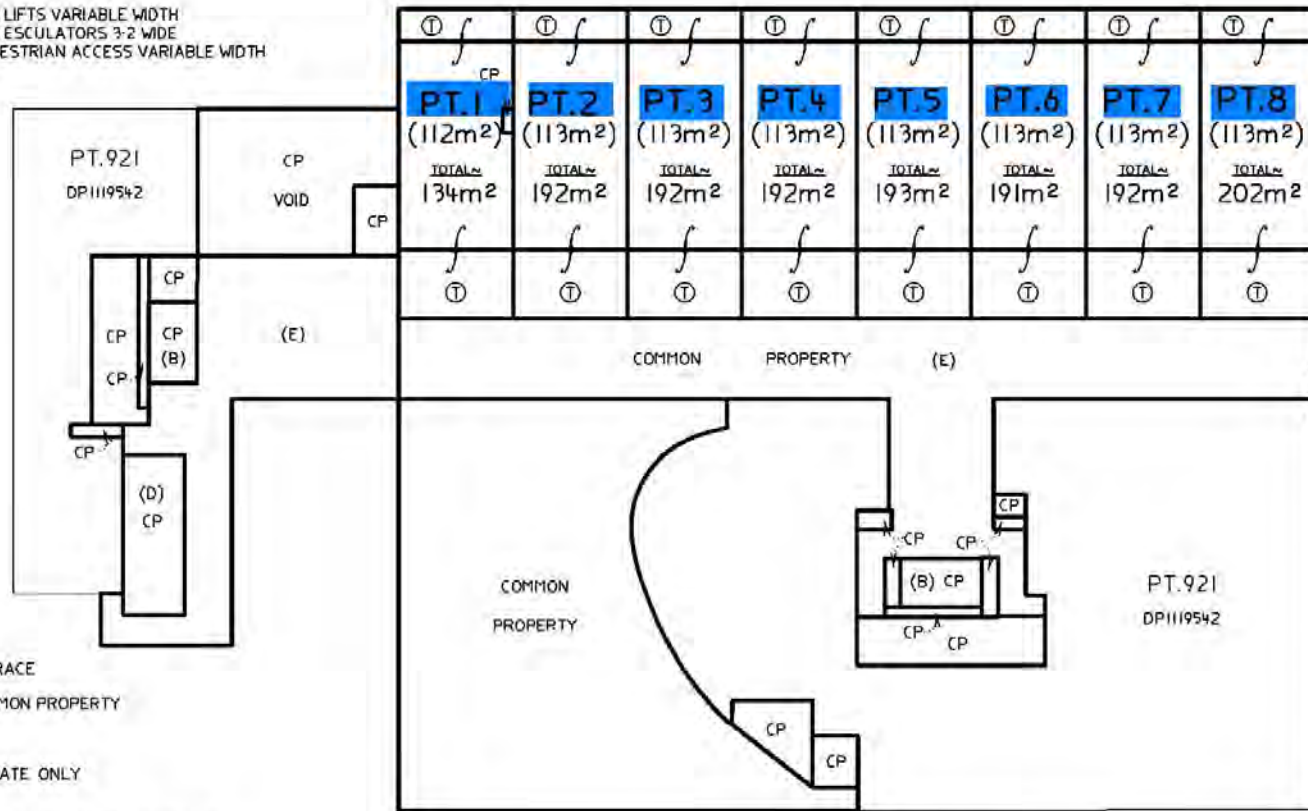 LIFTS VARIABLE WIDTH
ESCULATORS 3·2 WIDE
ESTRIAN ACCESS VARIABLE WIDTH
T T T T T T T T
CP
PT.1 PT.2 PT.3 PT.4 PT.5 PT.6 PT.7 PT.8
(112m²) (113m²) (113m²) (113m²) (113m²) (113m²) (113m²) (113m²)
TOTAL~ TOTAL~ TOTAL~ TOTAL~ TOTAL~ TOTAL~ TOTAL~ TOTAL~
134m² 192m² 192m² 192m² 193m² 191m² 192m² 202m²
T T T T T T T T
PT.921
DP1119542
CP
VOID
CP
CP
CP
CP
(B)
(E)
CP
CP
(D)
CP
COMMON PROPERTY (E)
COMMON
PROPERTY
CP
CP CP
(B) CP
CP
CP
PT.921
DP1119542
CP
CP
RACE
MON PROPERTY
ATE ONLY